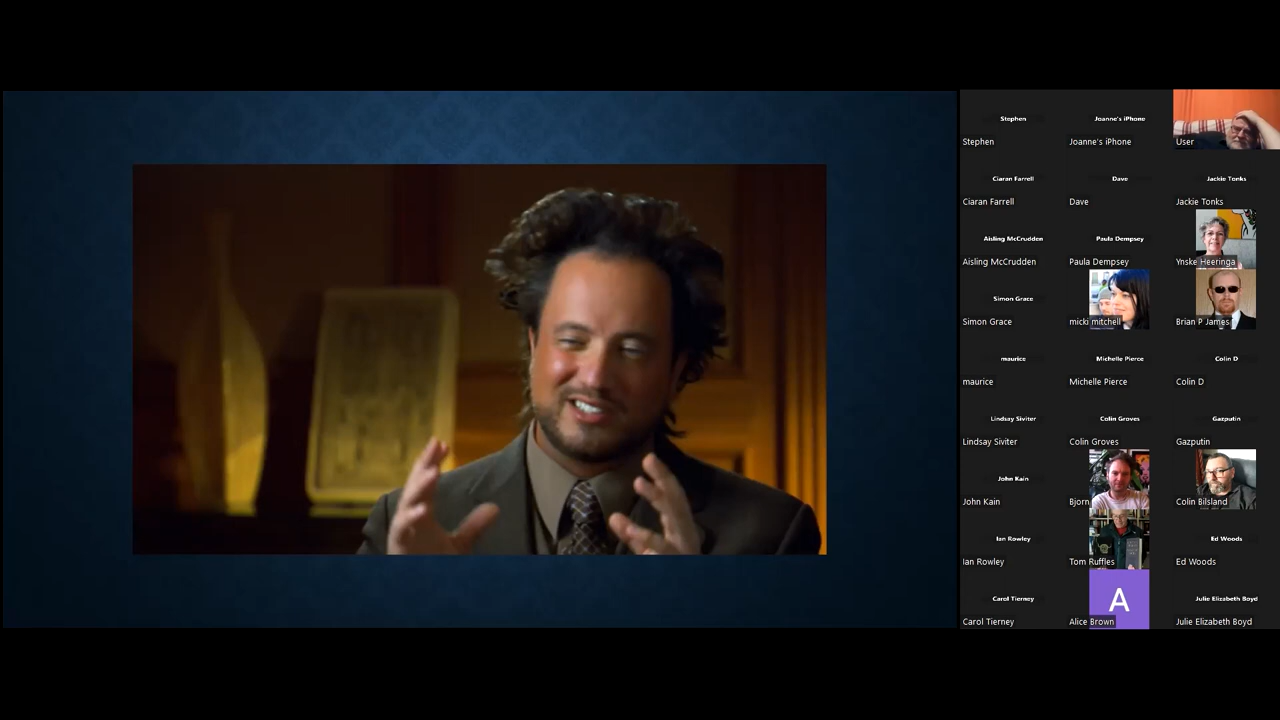 Stephen
Joanne's iPhone
Stephen
Joanne's iPhone
User
Ciaran Farrell
Dave
Jackie Tonks
Ciaran Farrell
Dave
Jackie Tonks
Aisling McCrudden
Paula Dempsey
Aisling McCrudden
Paula Dempsey
Ynske Heeringa
Simon Grace
Simon Grace
micki mitchell
Brian P James
maurice
Michelle Pierce
Colin D
maurice
Michelle Pierce
Colin D
Lindsay Siviter
Colin Groves
Gazputin
Lindsay Siviter
Colin Groves
Gazputin
John Kain
John Kain
Bjorn
Colin Bilsland
Ian Rowley
Ed Woods
Ian Rowley
Tom Ruffles
Ed Woods
Carol Tierney
A
Julie Elizabeth Boyd
Carol Tierney
Alice Brown
Julie Elizabeth Boyd